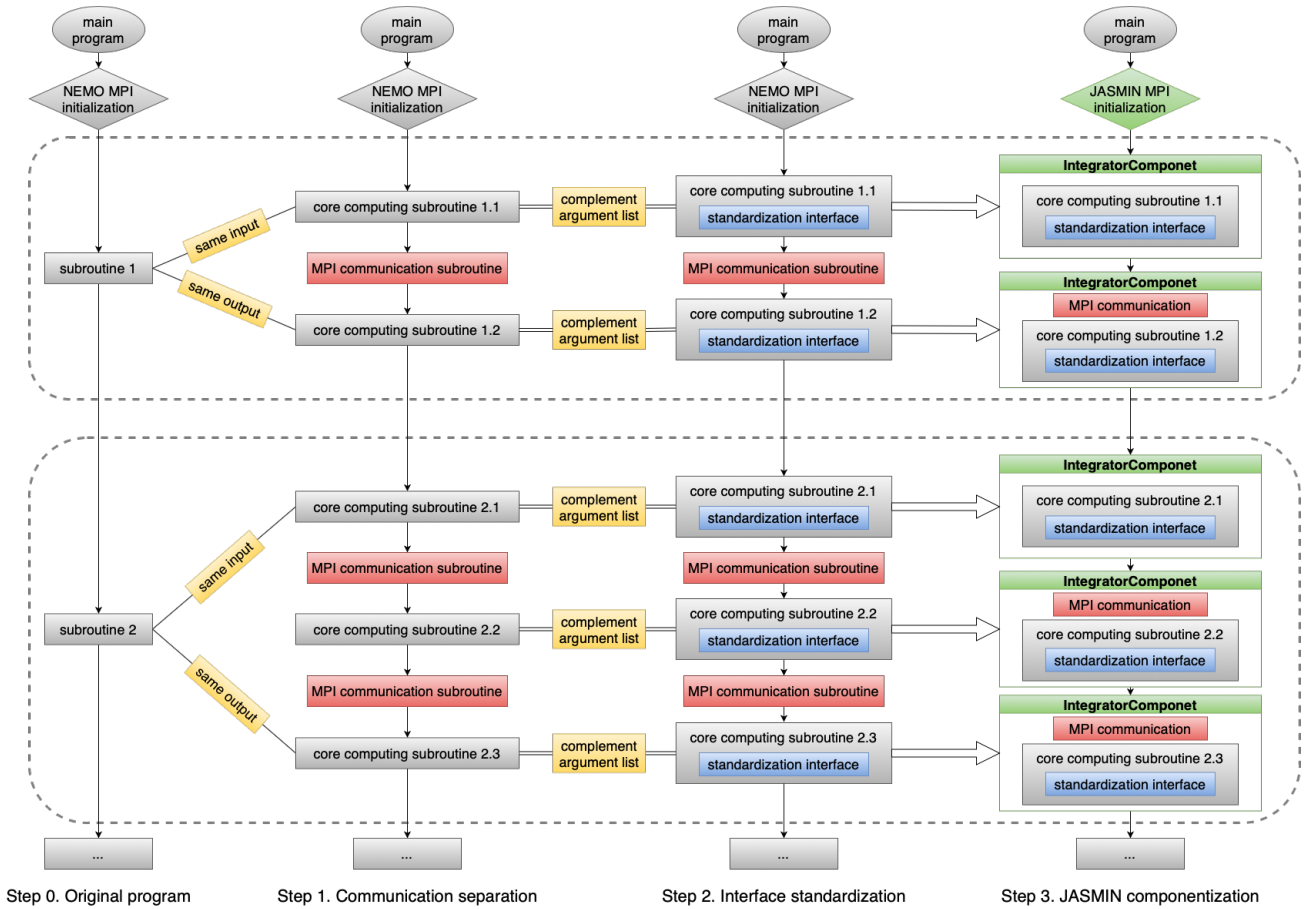 main
program
main
program
main
program
main
program
NEMO MPI
initialization
NEMO MPI
initialization
NEMO MPI
initialization
JASMIN MPI
initialization
subroutine 1
same input
same output
core computing subroutine 1.1
MPI communication subroutine
core computing subroutine 1.2
complement
argument list
complement
argument list
core computing subroutine 1.1
standardization interface
MPI communication subroutine
core computing subroutine 1.2
standardization interface
IntegratorComponet
core computing subroutine 1.1
standardization interface
IntegratorComponet
MPI communication
core computing subroutine 1.2
standardization interface
subroutine 2
same input
same output
core computing subroutine 2.1
MPI communication subroutine
core computing subroutine 2.2
MPI communication subroutine
core computing subroutine 2.3
complement
argument list
complement
argument list
complement
argument list
core computing subroutine 2.1
standardization interface
MPI communication subroutine
core computing subroutine 2.2
standardization interface
MPI communication subroutine
core computing subroutine 2.3
standardization interface
IntegratorComponet
core computing subroutine 2.1
standardization interface
IntegratorComponet
MPI communication
core computing subroutine 2.2
standardization interface
IntegratorComponet
MPI communication
core computing subroutine 2.3
standardization interface
...
...
...
...
Step 0. Original program
Step 1. Communication separation
Step 2. Interface standardization
Step 3. JASMIN componentization